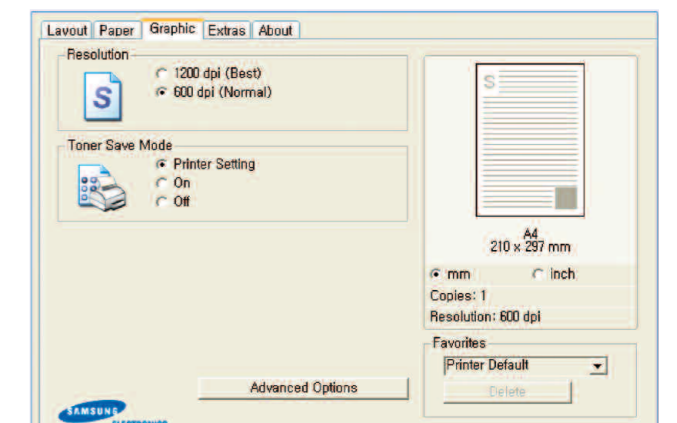 Layout Paper Graphic Extras About
Resolution
1200 dpi (Best)
600 dpi (Normal)
S
Toner Save Mode
Printer Setting
On
Off
S
A4
210 x 297 mm
mm inch
Copies: 1
Resolution: 600 dpi
Favorites
Printer Default
Delete
Advanced Options
SAMSUNG
ELECTRONICS